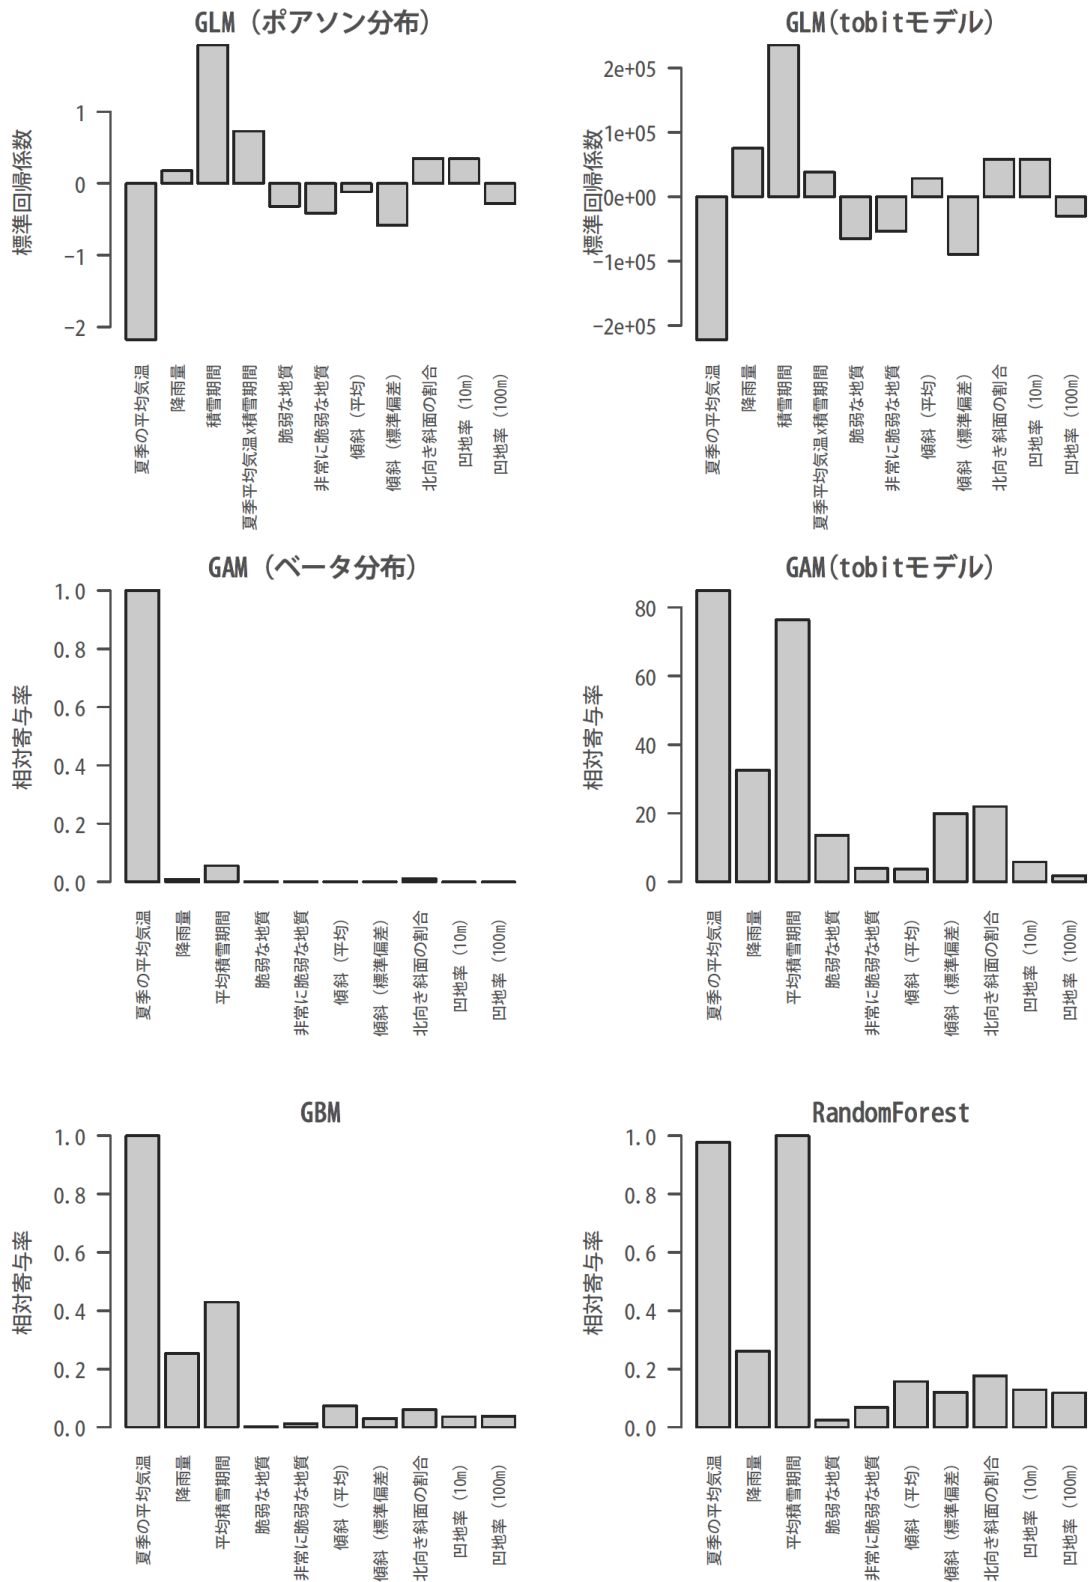 GLM (ポアソン分布)
標準回帰係数
1
0
−1
−2
夏季の平均気温
降雨量
積雪期間
夏季平均気温x積雪期間
脆弱な地質
非常に脆弱な地質
傾斜 (平均)
傾斜 (標準偏差)
北向き斜面の割合
凹地率 (10m)
凹地率 (100m)
GLM(tobitモデル)
標準回帰係数
2e+05
1e+05
0e+00
−1e+05
−2e+05
夏季の平均気温
降雨量
積雪期間
夏季平均気温x積雪期間
脆弱な地質
非常に脆弱な地質
傾斜 (平均)
傾斜 (標準偏差)
北向き斜面の割合
凹地率 (10m)
凹地率 (100m)
GAM (ベータ分布)
相対寄与率
1.0
0.8
0.6
0.4
0.2
0.0
夏季の平均気温
降雨量
平均積雪期間
脆弱な地質
非常に脆弱な地質
傾斜 (平均)
傾斜 (標準偏差)
北向き斜面の割合
凹地率 (10m)
凹地率 (100m)
GAM(tobitモデル)
相対寄与率
80
60
40
20
0
夏季の平均気温
降雨量
平均積雪期間
脆弱な地質
非常に脆弱な地質
傾斜 (平均)
傾斜 (標準偏差)
北向き斜面の割合
凹地率 (10m)
凹地率 (100m)
GBM
相対寄与率
1.0
0.8
0.6
0.4
0.2
0.0
夏季の平均気温
降雨量
平均積雪期間
脆弱な地質
非常に脆弱な地質
傾斜 (平均)
傾斜 (標準偏差)
北向き斜面の割合
凹地率 (10m)
凹地率 (100m)
RandomForest
相対寄与率
1.0
0.8
0.6
0.4
0.2
0.0
夏季の平均気温
降雨量
平均積雪期間
脆弱な地質
非常に脆弱な地質
傾斜 (平均)
傾斜 (標準偏差)
北向き斜面の割合
凹地率 (10m)
凹地率 (100m)